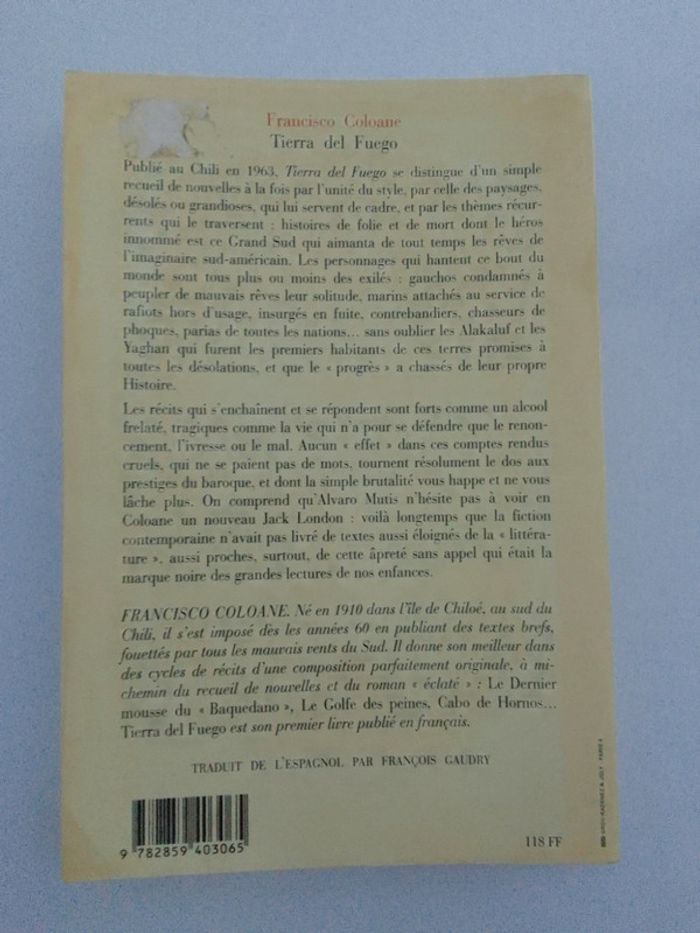 Francisco Coloane
Tierra del Fuego
Publié au Chili en 1963, Tierra del Fuego se distingue d'un simple
recueil de nouvelles à la fois par l'unité du style, par celle des paysages,
désolés ou grandioses, qui lui servent de cadre, et par les thèmes récur-
rents qui le traversent : histoires de folie et de mort dont le héros
innommé est ce Grand Sud qui aimanta de tout temps les rêves de
l'imaginaire sud-américain. Les personnages qui hantent ce bout du
monde sont tous plus ou moins des exilés : gauchos condamnés à
peupler de mauvais rêves leur solitude, marins attachés au service de
rafiots hors d'usage, insurgés en fuite, contrebandiers, chasseurs de
phoques, parias de toutes les nations... sans oublier les Alakaluf et les
Yaghan qui furent les premiers habitants de ces terres promises à
toutes les désolations, et que le « progrès » a chassés de leur propre
Histoire.
Les récits qui s'enchaînent et se répondent sont forts comme un alcool
frelaté, tragiques comme la vie qui n'a pour se défendre que le renon-
cement, l'ivresse ou le mal. Aucun « effet » dans ces comptes rendus
cruels, qui ne se paient pas de mots, tournent résolument le dos aux
prestiges du baroque, et dont la simple brutalité vous happe et ne vous
lâche plus. On comprend qu'Alvaro Mutis n'hésite pas à voir en
Coloane un nouveau Jack London : voilà longtemps que la fiction
contemporaine n'avait pas livré de textes aussi éloignés de la « littéra-
ture », aussi proches, surtout, de cette âpreté sans appel qui était la
marque noire des grandes lectures de nos enfances.
FRANCISCO COLOANE. Né en 1910 dans l'île de Chiloé, au sud du
Chili, il s'est imposé dès les années 60 en publiant des textes brefs,
fouettés par tous les mauvais vents du Sud. Il donne son meilleur dans
des cycles de récits d'une composition parfaitement originale, à mi-
chemin du recueil de nouvelles et du roman « éclaté » : Le Dernier
mousse du « Baquedano », Le Golfe des peines, Cabo de Hornos...
Tierra del Fuego est son premier livre publié en français.
TRADUIT DE L'ESPAGNOL PAR FRANÇOIS GAUDRY
9 782859 403065
118 FF